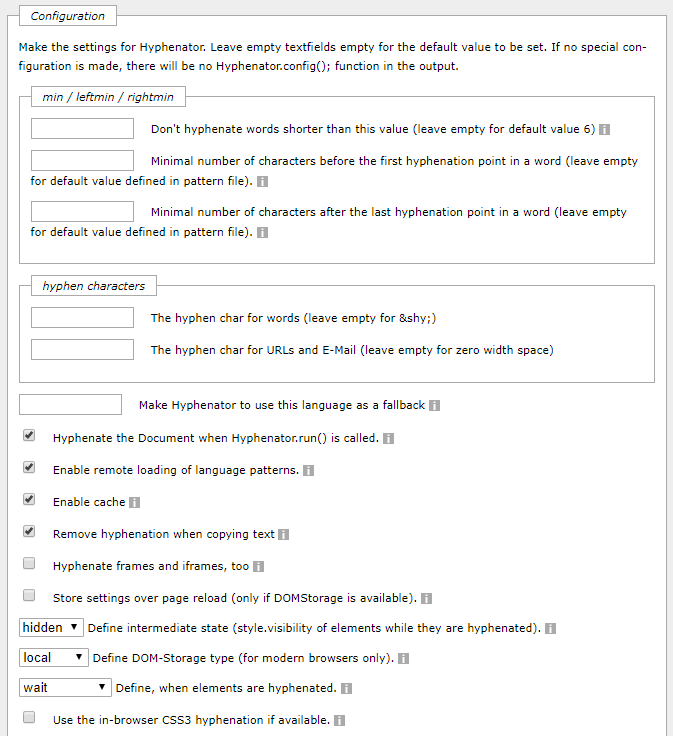 Configuration
Make the settings for Hyphenator. Leave empty textfields empty for the default value to be set. If no special con-
figuration is made, there will be no Hyphenator.config(); function in the output.
min / leftmin / rightmin
Don't hyphenate words shorter than this value (leave empty for default value 6) i
Minimal number of characters before the first hyphenation point in a word (leave empty
for default value defined in pattern file). i
Minimal number of characters after the last hyphenation point in a word (leave empty
for default value defined in pattern file). i
hyphen characters
The hyphen char for words (leave empty for &shy;)
The hyphen char for URLs and E-Mail (leave empty for zero width space)
Make Hyphenator to use this language as a fallback i
Hyphenate the Document when Hyphenator.run() is called. i
Enable remote loading of language patterns. i
Enable cache i
Remove hyphenation when copying text i
Hyphenate frames and iframes, too i
Store settings over page reload (only if DOMStorage is available). i
hidden Define intermediate state (style.visibility of elements while they are hyphenated). i
local Define DOM-Storage type (for modern browsers only). i
wait Define, when elements are hyphenated. i
Use the in-browser CSS3 hyphenation if available. i